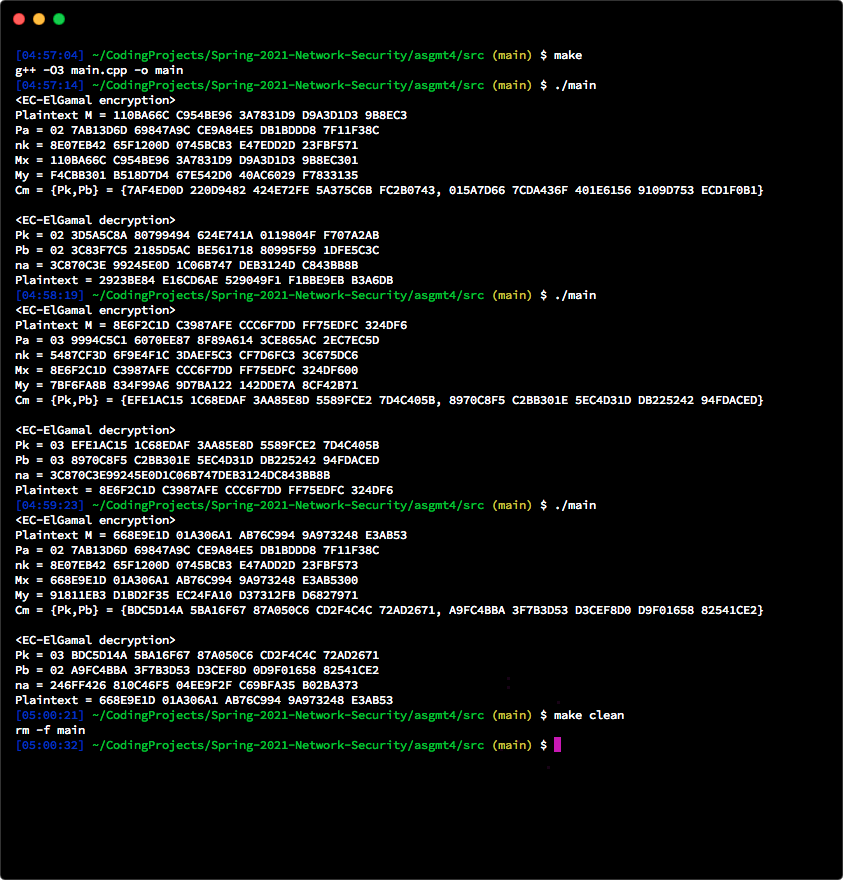 [04:57:04] ~/CodingProjects/Spring-2021-Network-Security/asgmt4/src (main) $ make
g++ -O3 main.cpp -o main
[04:57:14] ~/CodingProjects/Spring-2021-Network-Security/asgmt4/src (main) $ ./main
<EC-ElGamal encryption>
Plaintext M = 110BA66C C954BE96 3A7831D9 D9A3D1D3 9B8EC3
Pa = 02 7AB13D6D 69847A9C CE9A84E5 DB1BDDD8 7F11F38C
nk = 8E07EB42 65F1200D 0745BCB3 E47EDD2D 23FBF571
Mx = 110BA66C C954BE96 3A7831D9 D9A3D1D3 9B8EC301
My = F4CBB301 B518D7D4 67E542D0 40AC6029 F7833135
Cm = {Pk,Pb} = {7AF4ED0D 220D9482 424E72FE 5A375C6B FC2B0743, 015A7D66 7CDA436F 401E6156 9109D753 ECD1F0B1}

<EC-ElGamal decryption>
Pk = 02 3D5A5C8A 80799494 624E741A 0119804F F707A2AB
Pb = 02 3C83F7C5 2185D5AC BE561718 80995F59 1DFE5C3C
na = 3C870C3E 99245E0D 1C06B747 DEB3124D C843BB8B
Plaintext = 2923BE84 E16CD6AE 529049F1 F1BBE9EB B3A6DB
[04:58:19] ~/CodingProjects/Spring-2021-Network-Security/asgmt4/src (main) $ ./main
<EC-ElGamal encryption>
Plaintext M = 8E6F2C1D C3987AFE CCC6F7DD FF75EDFC 324DF6
Pa = 03 9994C5C1 6070EE87 8F89A614 3CE865AC 2EC7EC5D
nk = 5487CF3D 6F9E4F1C 3DAEF5C3 CF7D6FC3 3C675DC6
Mx = 8E6F2C1D C3987AFE CCC6F7DD FF75EDFC 324DF600
My = 7BF6FA8B 834F99A6 9D7BA122 142DDE7A 8CF42B71
Cm = {Pk,Pb} = {EFE1AC15 1C68EDAF 3AA85E8D 5589FCE2 7D4C405B, 8970C8F5 C2BB301E 5EC4D31D DB225242 94FDACED}

<EC-ElGamal decryption>
Pk = 03 EFE1AC15 1C68EDAF 3AA85E8D 5589FCE2 7D4C405B
Pb = 03 8970C8F5 C2BB301E 5EC4D31D DB225242 94FDACED
na = 3C870C3E99245E0D1C06B747DEB3124DC843BB8B
Plaintext = 8E6F2C1D C3987AFE CCC6F7DD FF75EDFC 324DF6
[04:59:23] ~/CodingProjects/Spring-2021-Network-Security/asgmt4/src (main) $ ./main
<EC-ElGamal encryption>
Plaintext M = 668E9E1D 01A306A1 AB76C994 9A973248 E3AB53
Pa = 02 7AB13D6D 69847A9C CE9A84E5 DB1BDDD8 7F11F38C
nk = 8E07EB42 65F1200D 0745BCB3 E47ADD2D 23FBF573
Mx = 668E9E1D 01A306A1 AB76C994 9A973248 E3AB5300
My = 91811EB3 D1BD2F35 EC24FA10 D37312FB D6827971
Cm = {Pk,Pb} = {BDC5D14A 5BA16F67 87A050C6 CD2F4C4C 72AD2671, A9FC4BBA 3F7B3D53 D3CEF8D0 D9F01658 82541CE2}

<EC-ElGamal decryption>
Pk = 03 BDC5D14A 5BA16F67 87A050C6 CD2F4C4C 72AD2671
Pb = 02 A9FC4BBA 3F7B3D53 D3CEF8D 0D9F01658 82541CE2
na = 246FF426 810C46F5 04EE9F2F C69BFA35 B02BA373
Plaintext = 668E9E1D 01A306A1 AB76C994 9A973248 E3AB53
[05:00:21] ~/CodingProjects/Spring-2021-Network-Security/asgmt4/src (main) $ make clean
rm -f main
[05:00:32] ~/CodingProjects/Spring-2021-Network-Security/asgmt4/src (main) $